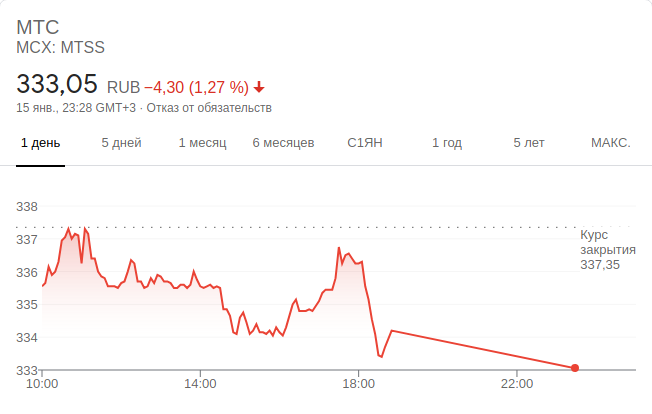 МТС
MCX: MTSS
333,05 RUB −4,30 (1,27 %)
15 янв., 23:28 GMT+3 · Отказ от обязательств
1 день 5 дней 1 месяц 6 месяцев С1ЯН 1 год 5 лет МАКС.
338
337
336
335
334
333
Курс
закрытия
337,35
10:00 14:00 18:00 22:00